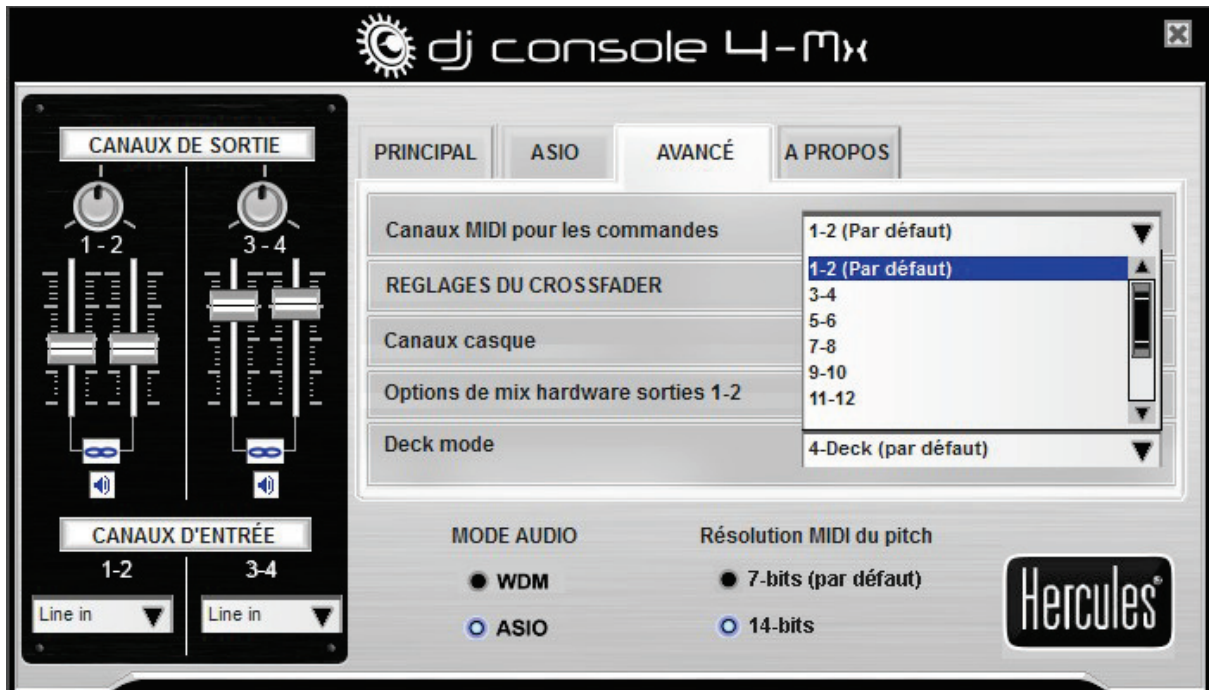 dj console 4-Mx
CANAUX DE SORTIE
1 - 2
3 - 4
CANAUX D'ENTRÉE
1-2
3-4
Line in
Line in
PRINCIPAL
ASIO
AVANCÉ
A PROPOS
Canaux MIDI pour les commandes
1-2 (Par défaut)
1-2 (Par défaut)
3-4
5-6
7-8
9-10
11-12
REGLAGES DU CROSSFADER
Canaux casque
Options de mix hardware sorties 1-2
Deck mode
4-Deck (par défaut)
MODE AUDIO
WDM
ASIO
Résolution MIDI du pitch
7-bits (par défaut)
14-bits
Hercules®